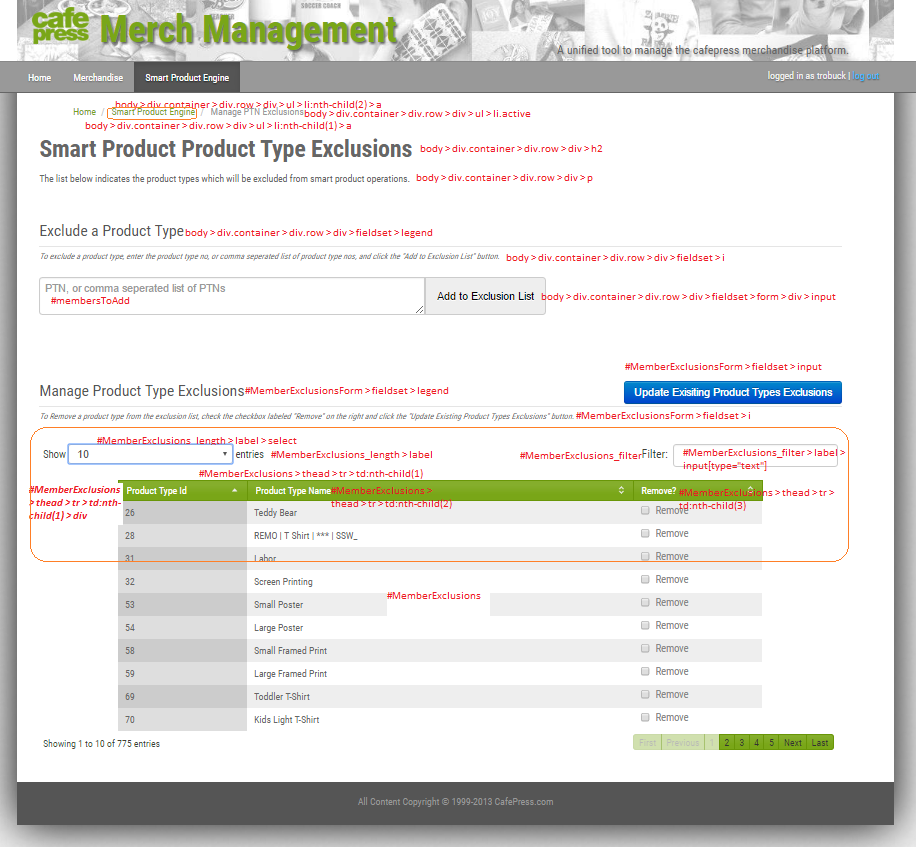 SOCCER COACH
cafe press Merch Management
A unified tool to manage the cafepress merchandise platform.
Home Merchandise Smart Product Engine logged in as trobuck | log out
body > div.container > div.row > div > ul > li:nth-child(2) > a
Home / Smart Product Engine / Manage PTN Exclusions body > div.container > div.row > div > ul > li.active
body > div.container > div.row > div > ul > li:nth-child(1) > a
Smart Product Product Type Exclusions body > div.container > div.row > div > h2
The list below indicates the product types which will be excluded from smart product operations. body > div.container > div.row > div > p
Exclude a Product Type body > div.container > div.row > div > fieldset > legend
To exclude a product type, enter the product type no, or comma seperated list of product type nos, and click the "Add to Exclusion List" button. body > div.container > div.row > div > fieldset > i
PTN, or comma seperated list of PTNs
#membersToAdd
Add to Exclusion List body > div.container > div.row > div > fieldset > form > div > input
#MemberExclusionsForm > fieldset > input
Manage Product Type Exclusions #MemberExclusionsForm > fieldset > legend
Update Exisiting Product Types Exclusions
To Remove a product type from the exclusion list, check the checkbox labeled "Remove" on the right and click the "Update Existing Product Types Exclusions" button. #MemberExclusionsForm > fieldset > i
#MemberExclusions_length > label > select
Show 10 entries #MemberExclusions_length > label
#MemberExclusions_filter Filter: #MemberExclusions_filter > label > input[type="text"]
#MemberExclusions > thead > tr > td:nth-child(1)
#MemberExclusions > thead > tr > td:nth-child(1) > div
Product Type Id Product Type Name Remove?
#MemberExclusions > thead > tr > td:nth-child(2)
#MemberExclusions > thead > tr > td:nth-child(3)
26 Teddy Bear Remove
28 REMO | T Shirt | *** | SSW_ Remove
31 Labor Remove
32 Screen Printing Remove
#MemberExclusions
53 Small Poster Remove
54 Large Poster Remove
58 Small Framed Print Remove
59 Large Framed Print Remove
69 Toddler T-Shirt Remove
70 Kids Light T-Shirt Remove
Showing 1 to 10 of 775 entries First Previous 1 2 3 4 5 Next Last
All Content Copyright © 1999-2013 CafePress.com